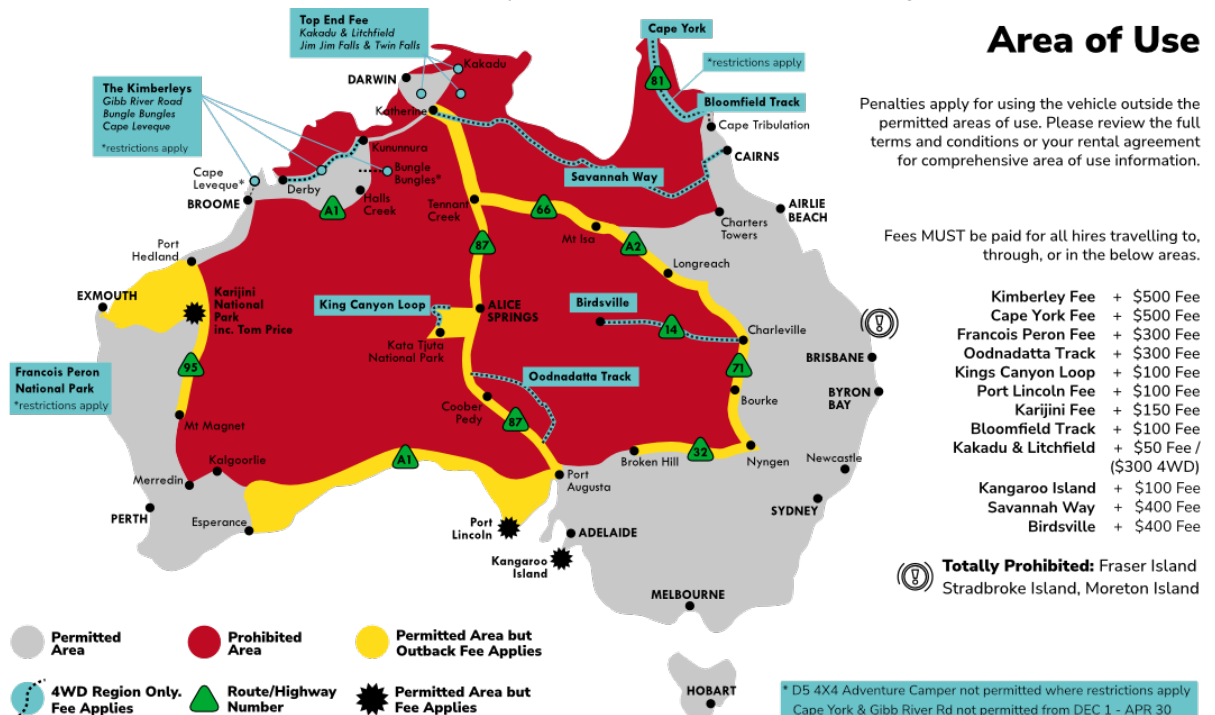 Area of Use
Penalties apply for using the vehicle outside the
permitted areas of use. Please review the full
terms and conditions or your rental agreement
for comprehensive area of use information.
Fees MUST be paid for all hires travelling to,
through, or in the below areas.
Kimberley Fee + $500 Fee
Cape York Fee + $500 Fee
Francois Peron Fee + $300 Fee
Oodnadatta Track + $300 Fee
Kings Canyon Loop + $100 Fee
Port Lincoln Fee + $100 Fee
Karijini Fee + $150 Fee
Bloomfield Track + $100 Fee
Kakadu & Litchfield + $50 Fee /
($300 4WD)
Kangaroo Island + $100 Fee
Savannah Way + $400 Fee
Birdsville + $400 Fee
Totally Prohibited: Fraser Island
Stradbroke Island, Moreton Island
Top End Fee
Kakadu & Litchfield
Jim Jim Falls & Twin Falls
Cape York
*restrictions apply
81
Bloomfield Track
Cape Tribulation
CAIRNS
The Kimberleys
Gibb River Road
Bungle Bungles
Cape Leveque
*restrictions apply
DARWIN
Kakadu
Katherine
Kununnurra
Cape
Leveque*
Derby
Bungle
Bungles*
BROOME
A1
Halls
Creek
Savannah Way
Tennant
Creek
66
Mt Isa
A2
Charters
Towers
AIRLIE
BEACH
Port
Hedland
87
Longreach
EXMOUTH
Karijini
National
Park
inc. Tom Price
King Canyon Loop
ALICE
SPRINGS
Kata Tjuta
National Park
Birdsville
14
Charleville
BRISBANE
95
Francois Peron
National Park
*restrictions apply
Oodnadatta Track
71
BYRON
BAY
Coober
Pedy
87
Bourke
Mt Magnet
Kalgoorlie
A1
Broken Hill
32
Nyngen
Newcastle
Merredin
Port
Augusta
SYDNEY
PERTH
Esperance
Port
Lincoln
ADELAIDE
Kangaroo
Island
MELBOURNE
HOBART
Permitted
Area
Prohibited
Area
Permitted Area but
Outback Fee Applies
4WD Region Only.
Fee Applies
Route/Highway
Number
Permitted Area but
Fee Applies
* D5 4X4 Adventure Camper not permitted where restrictions apply
Cape York & Gibb River Rd not permitted from DEC 1 - APR 30